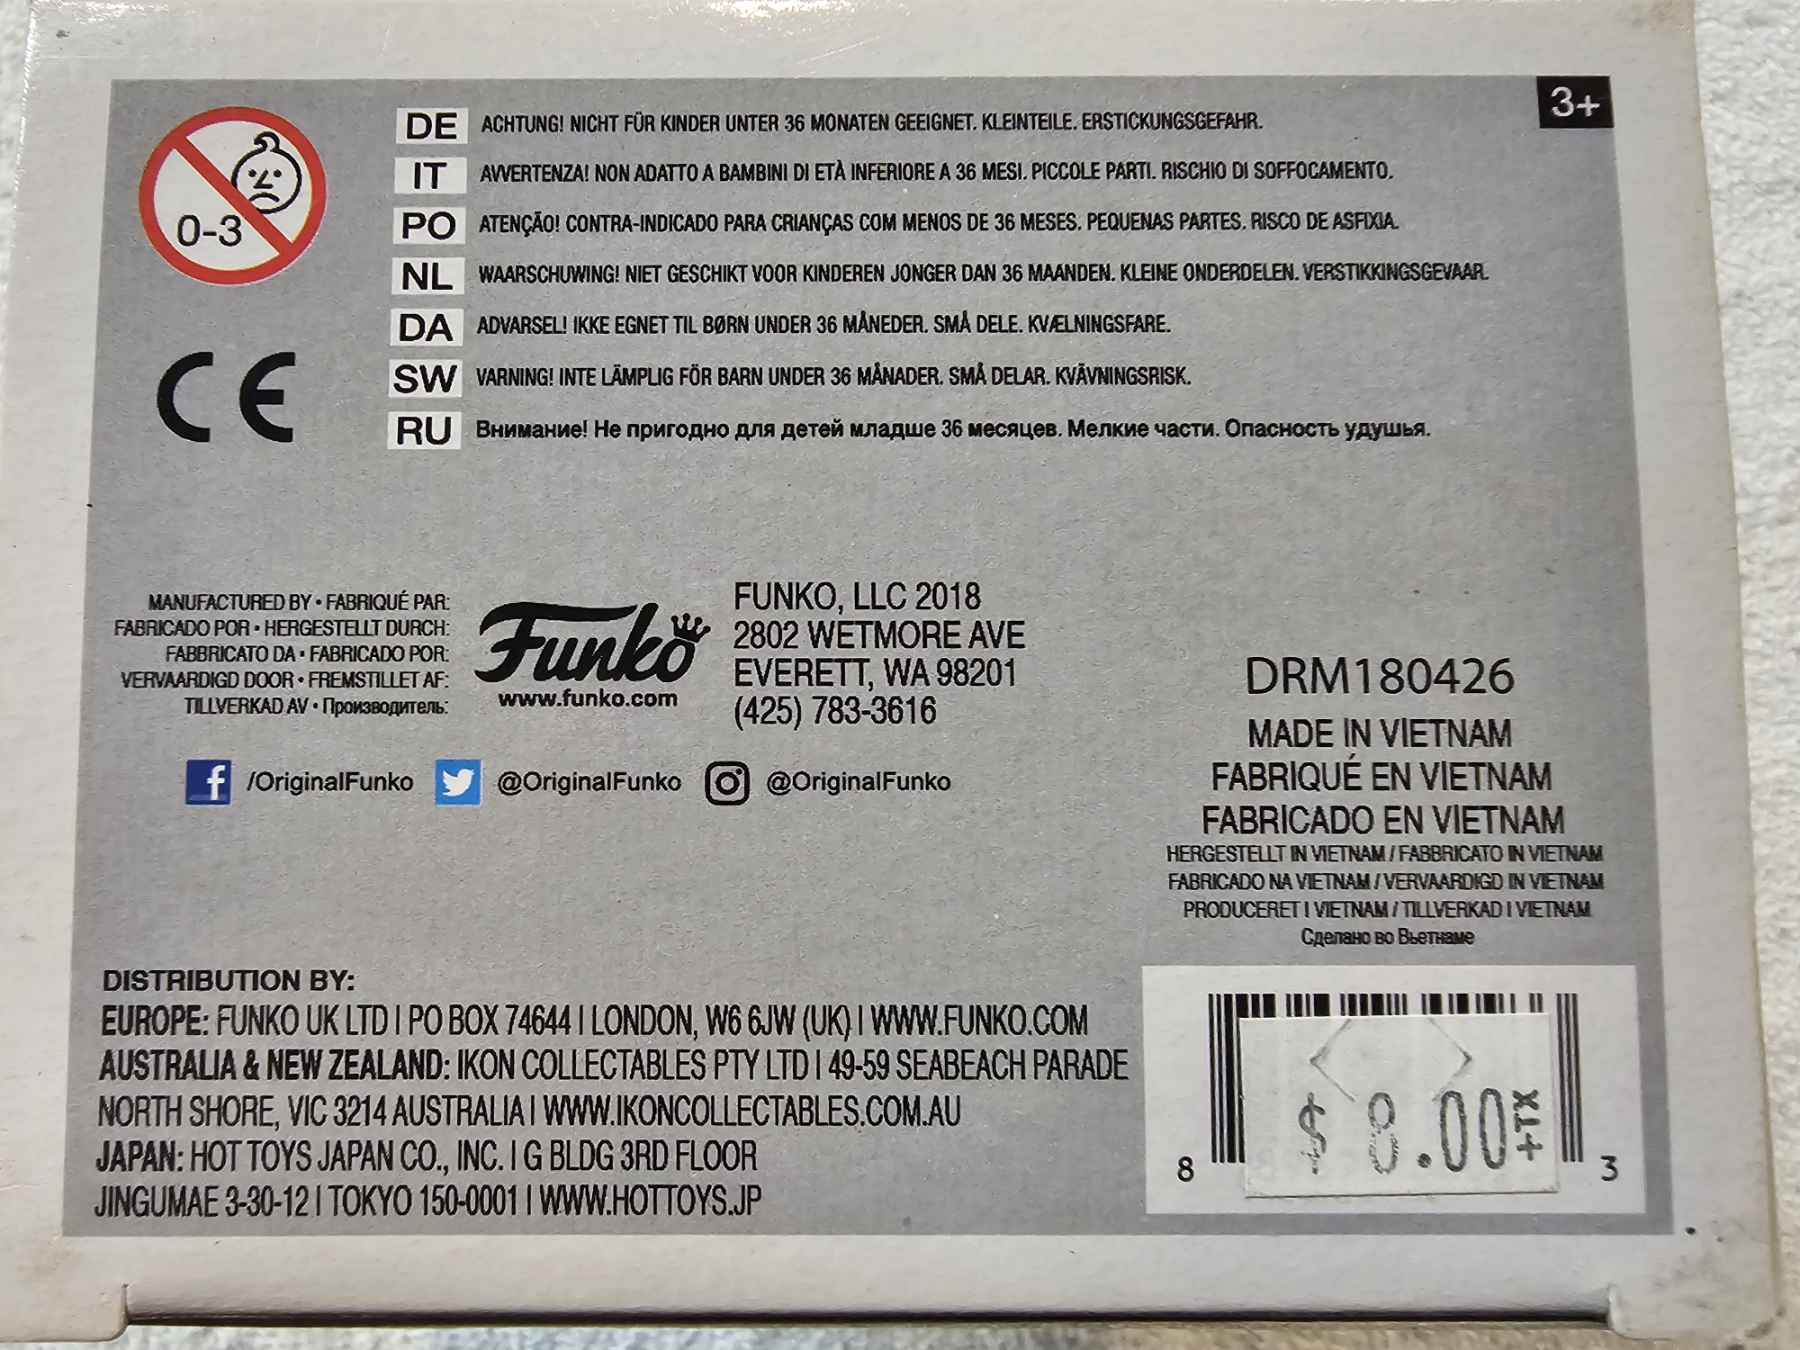 3+
0-3
DE ACHTUNG! NICHT FÜR KINDER UNTER 36 MONATEN GEEIGNET. KLEINTEILE. ERSTICKUNGSGEFAHR.
IT AVVERTENZA! NON ADATTO A BAMBINI DI ETÀ INFERIORE A 36 MESI. PICCOLE PARTI. RISCHIO DI SOFFOCAMENTO.
PO ATENÇÃO! CONTRA-INDICADO PARA CRIANÇAS COM MENOS DE 36 MESES. PEQUENAS PARTES. RISCO DE ASFIXIA.
NL WAARSCHUWING! NIET GESCHIKT VOOR KINDEREN JONGER DAN 36 MAANDEN. KLEINE ONDERDELEN. VERSTIKKINGSGEVAAR.
DA ADVARSEL! IKKE EGNET TIL BØRN UNDER 36 MÅNEDER. SMÅ DELE. KVÆLNINGSFARE.
SW VARNING! INTE LÄMPLIG FÖR BARN UNDER 36 MÅNADER. SMÅ DELAR. KVÄVNINGSRISK.
RU Внимание! Не пригодно для детей младше 36 месяцев. Мелкие части. Опасность удушья.
CE
MANUFACTURED BY • FABRIQUÉ PAR:
FABRICADO POR • HERGESTELLT DURCH:
FABBRICATO DA • FABRICADO POR:
VERVAARDIGD DOOR • FREMSTILLET AF:
TILLVERKAD AV • Производитель:
Funko
www.funko.com
FUNKO, LLC 2018
2802 WETMORE AVE
EVERETT, WA 98201
(425) 783-3616
f /OriginalFunko @OriginalFunko @OriginalFunko
DRM180426
MADE IN VIETNAM
FABRIQUÉ EN VIETNAM
FABRICADO EN VIETNAM
HERGESTELLT IN VIETNAM / FABBRICATO IN VIETNAM
FABRICADO NA VIETNAM / VERVAARDIGD IN VIETNAM
PRODUCERET I VIETNAM / TILLVERKAD I VIETNAM
Сделано во Вьетнаме
DISTRIBUTION BY:
EUROPE: FUNKO UK LTD | PO BOX 74644 | LONDON, W6 6JW (UK) | WWW.FUNKO.COM
AUSTRALIA & NEW ZEALAND: IKON COLLECTABLES PTY LTD | 49-59 SEABEACH PARADE
NORTH SHORE, VIC 3214 AUSTRALIA | WWW.IKONCOLLECTABLES.COM.AU
JAPAN: HOT TOYS JAPAN CO., INC. | G BLDG 3RD FLOOR
JINGUMAE 3-30-12 | TOKYO 150-0001 | WWW.HOTTOYS.JP
$ 8.00 +TX
8 3